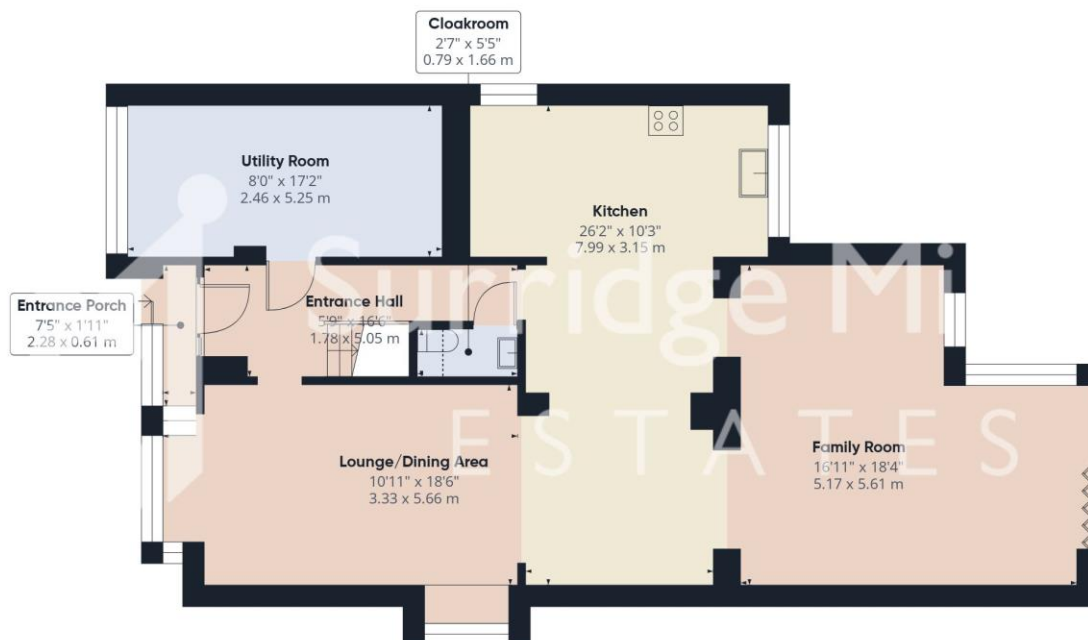 Cloakroom
2'7" x 5'5"
0.79 x 1.66 m
Utility Room
8'0" x 17'2"
2.46 x 5.25 m
Kitchen
26'2" x 10'3"
7.99 x 3.15 m
Entrance Porch
7'5" x 1'11"
2.28 x 0.61 m
Entrance Hall
5'9" x 16'6"
1.78 x 5.05 m
Surridge Mi
ESTATES
Lounge/Dining Area
10'11" x 18'6"
3.33 x 5.66 m
Family Room
16'11" x 18'4"
5.17 x 5.61 m